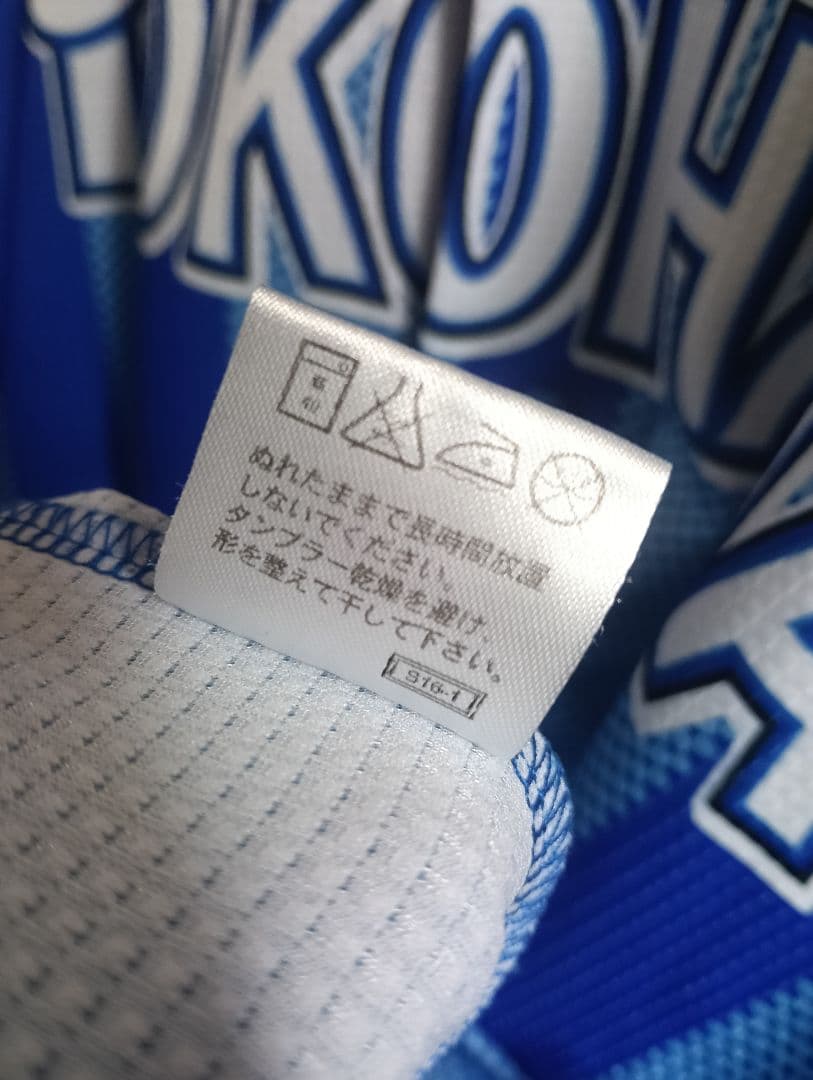 OKOHA
ぬれたままで長時間放置
しないでください。
タンブラー乾燥を避け、
形を整えて干して下さい。
S16-1